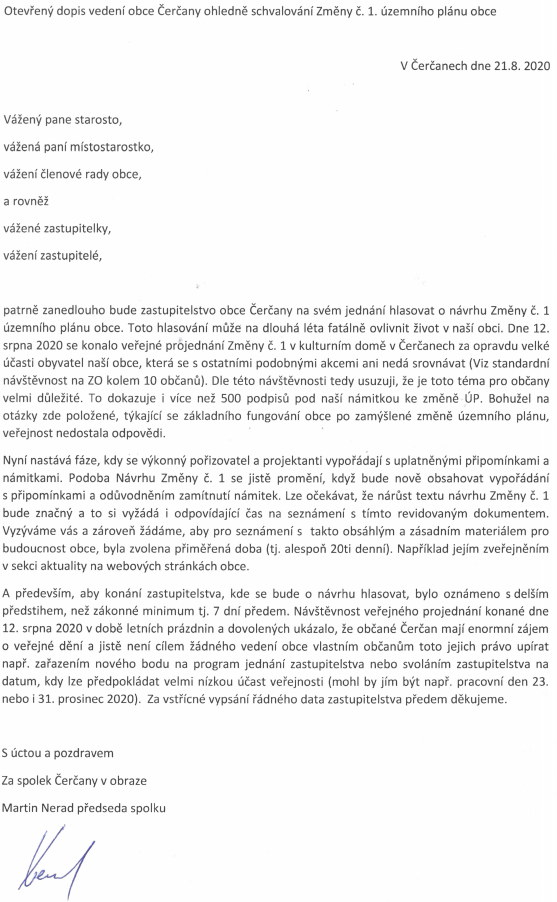 Otevřený dopis vedení obce Čerčany ohledně schvalování Změny č. 1. územního plánu obce
V Čerčanech dne 21.8. 2020
Vážený pane starosto,
vážená paní místostarostko,
vážení členové rady obce,
a rovněž
vážené zastupitelky,
vážení zastupitelé,
patrně zanedlouho bude zastupitelstvo obce Čerčany na svém jednání hlasovat o návrhu Změny č. 1
územního plánu obce. Toto hlasování může na dlouhá léta fatálně ovlivnit život v naší obci. Dne 12.
srpna 2020 se konalo veřejné projednání Změny č. 1 v kulturním domě v Čerčanech za opravdu velké
účasti obyvatel naší obce, která se s ostatními podobnými akcemi ani nedá srovnávat (Viz standardní
návštěvnost na ZO kolem 10 občanů). Dle této návštěvnosti tedy usuzuji, že je toto téma pro občany
velmi důležité. To dokazuje i více než 500 podpisů pod naší námitkou ke změně ÚP. Bohužel na
otázky zde položené, týkající se základního fungování obce po zamýšlené změně územního plánu,
veřejnost nedostala odpovědi.
Nyní nastává fáze, kdy se výkonný pořizovatel a projektanti vypořádají s uplatněnými připomínkami a
námitkami. Podoba Návrhu Změny č. 1 se jistě promění, když bude nově obsahovat vypořádání
s připomínkami a odůvodněním zamítnutí námitek. Lze očekávat, že nárůst textu návrhu Změny č. 1
bude značný a to si vyžádá i odpovídající čas na seznámení s tímto revidovaným dokumentem.
Vyzýváme vás a zároveň žádáme, aby pro seznámení s takto obsáhlým a zásadním materiálem pro
budoucnost obce, byla zvolena přiměřená doba (tj. alespoň 20ti denní). Například jejím zveřejněním
v sekci aktuality na webových stránkách obce.
A především, aby konání zastupitelstva, kde se bude o návrhu hlasovat, bylo oznámeno s delším
předstihem, než zákonné minimum tj. 7 dní předem. Návštěvnost veřejného projednání konané dne
12. srpna 2020 v době letních prázdnin a dovolených ukázalo, že občané Čerčan mají enormní zájem
o veřejné dění a jistě není cílem žádného vedení obce vlastním občanům toto jejich právo upírat
např. zařazením nového bodu na program jednání zastupitelstva nebo svoláním zastupitelstva na
datum, kdy lze předpokládat velmi nízkou účast veřejnosti (mohl by jím být např. pracovní den 23.
nebo i 31. prosinec 2020). Za vstřícné vypsání řádného data zastupitelstva předem děkujeme.
S úctou a pozdravem
Za spolek Čerčany v obraze
Martin Nerad předseda spolku